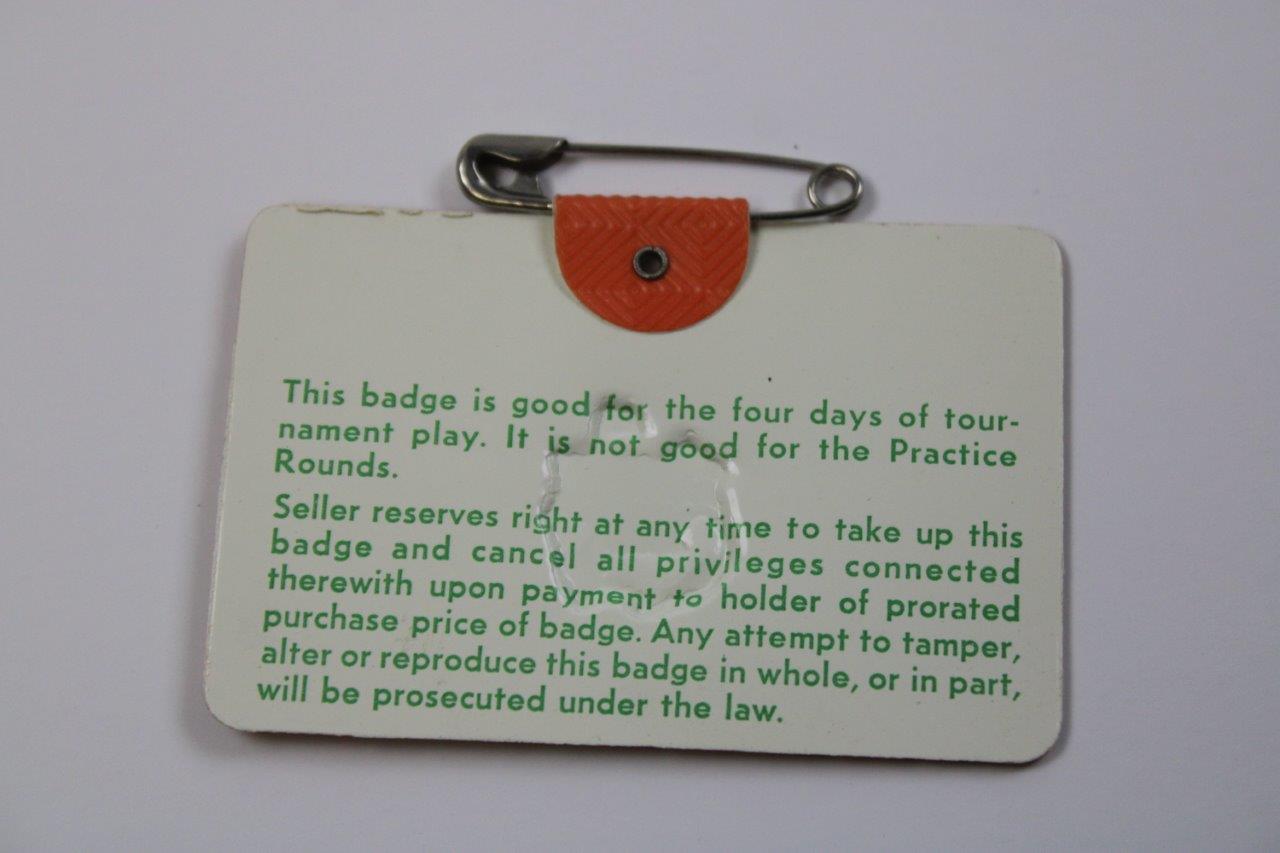 This badge is good for the four days of tour-
nament play. It is not good for the Practice
Rounds.
Seller reserves right at any time to take up this
badge and cancel all privileges connected
therewith upon payment to holder of prorated
purchase price of badge. Any attempt to tamper,
alter or reproduce this badge in whole, or in part,
will be prosecuted under the law.